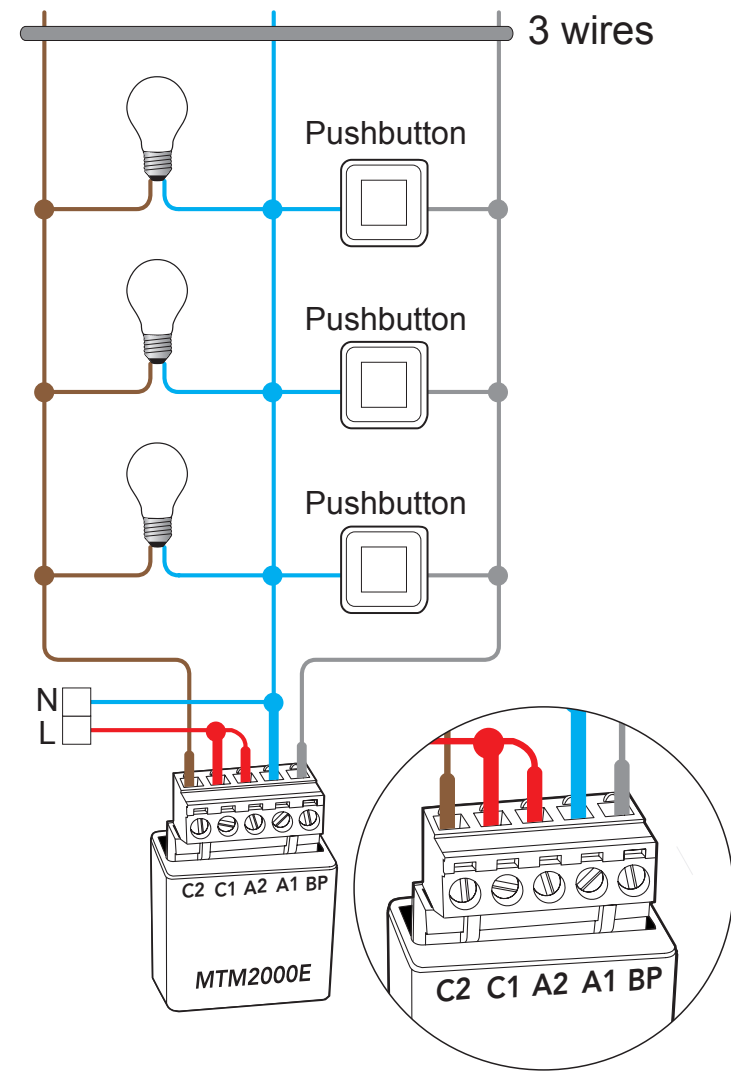 3 wires
Pushbutton
Pushbutton
Pushbutton
N
L
C2 C1 A2 A1 BP
MTM2000E
C2 C1 A2 A1 BP